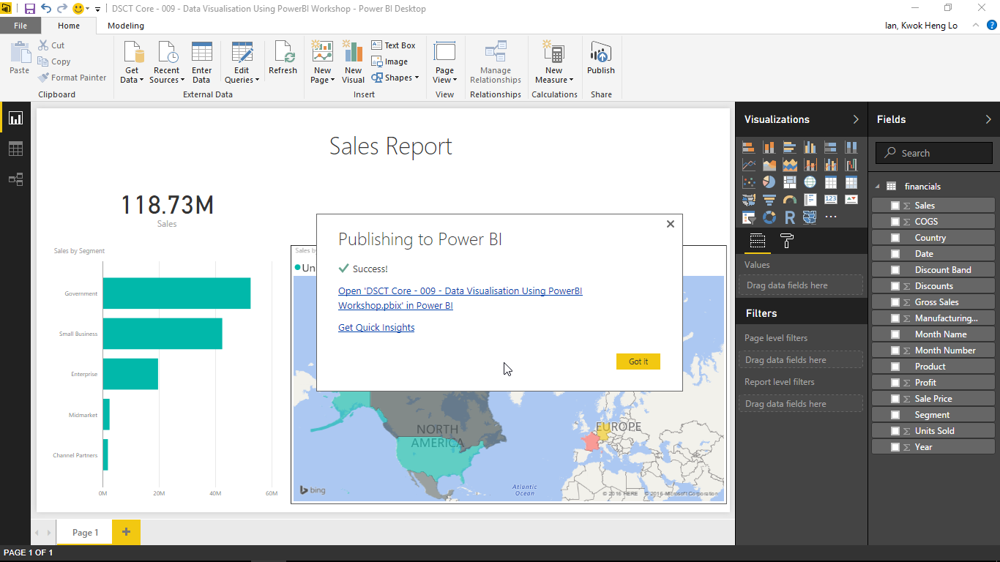 DSCT Core - 009 - Data Visualisation Using PowerBI Workshop - Power BI Desktop
File
Home
Modeling
Ian, Kwok Heng Lo
Paste
Cut
Copy
Format Painter
Clipboard
Get Data
Recent Sources
Enter Data
Edit Queries
Refresh
External Data
New Page
New Visual
Text Box
Image
Shapes
Insert
Page View
View
Manage Relationships
Relationships
New Measure
Calculations
Publish
Share
Sales Report
118.73M
Sales
Sales by Segment
Government
Small Business
Enterprise
Midmarket
Channel Partners
0M
20M
40M
60M
Sales by
Un
Publishing to Power BI
Success!
Open 'DSCT Core - 009 - Data Visualisation Using PowerBI
Workshop.pbix' in Power BI
Get Quick Insights
Got it
NORTH
AMERICA
EUROPE
Atlantic
Ocean
bing
© 2016 HERE
© 2016 Microsoft Corporation
Visualizations
R
123
Values
Drag data fields here
Filters
Page level filters
Drag data fields here
Report level filters
Drag data fields here
Fields
Search
financials
Sales
COGS
Country
Date
Discount Band
Discounts
Gross Sales
Manufacturing...
Month Name
Month Number
Product
Profit
Sale Price
Segment
Units Sold
Year
Page 1
PAGE 1 OF 1